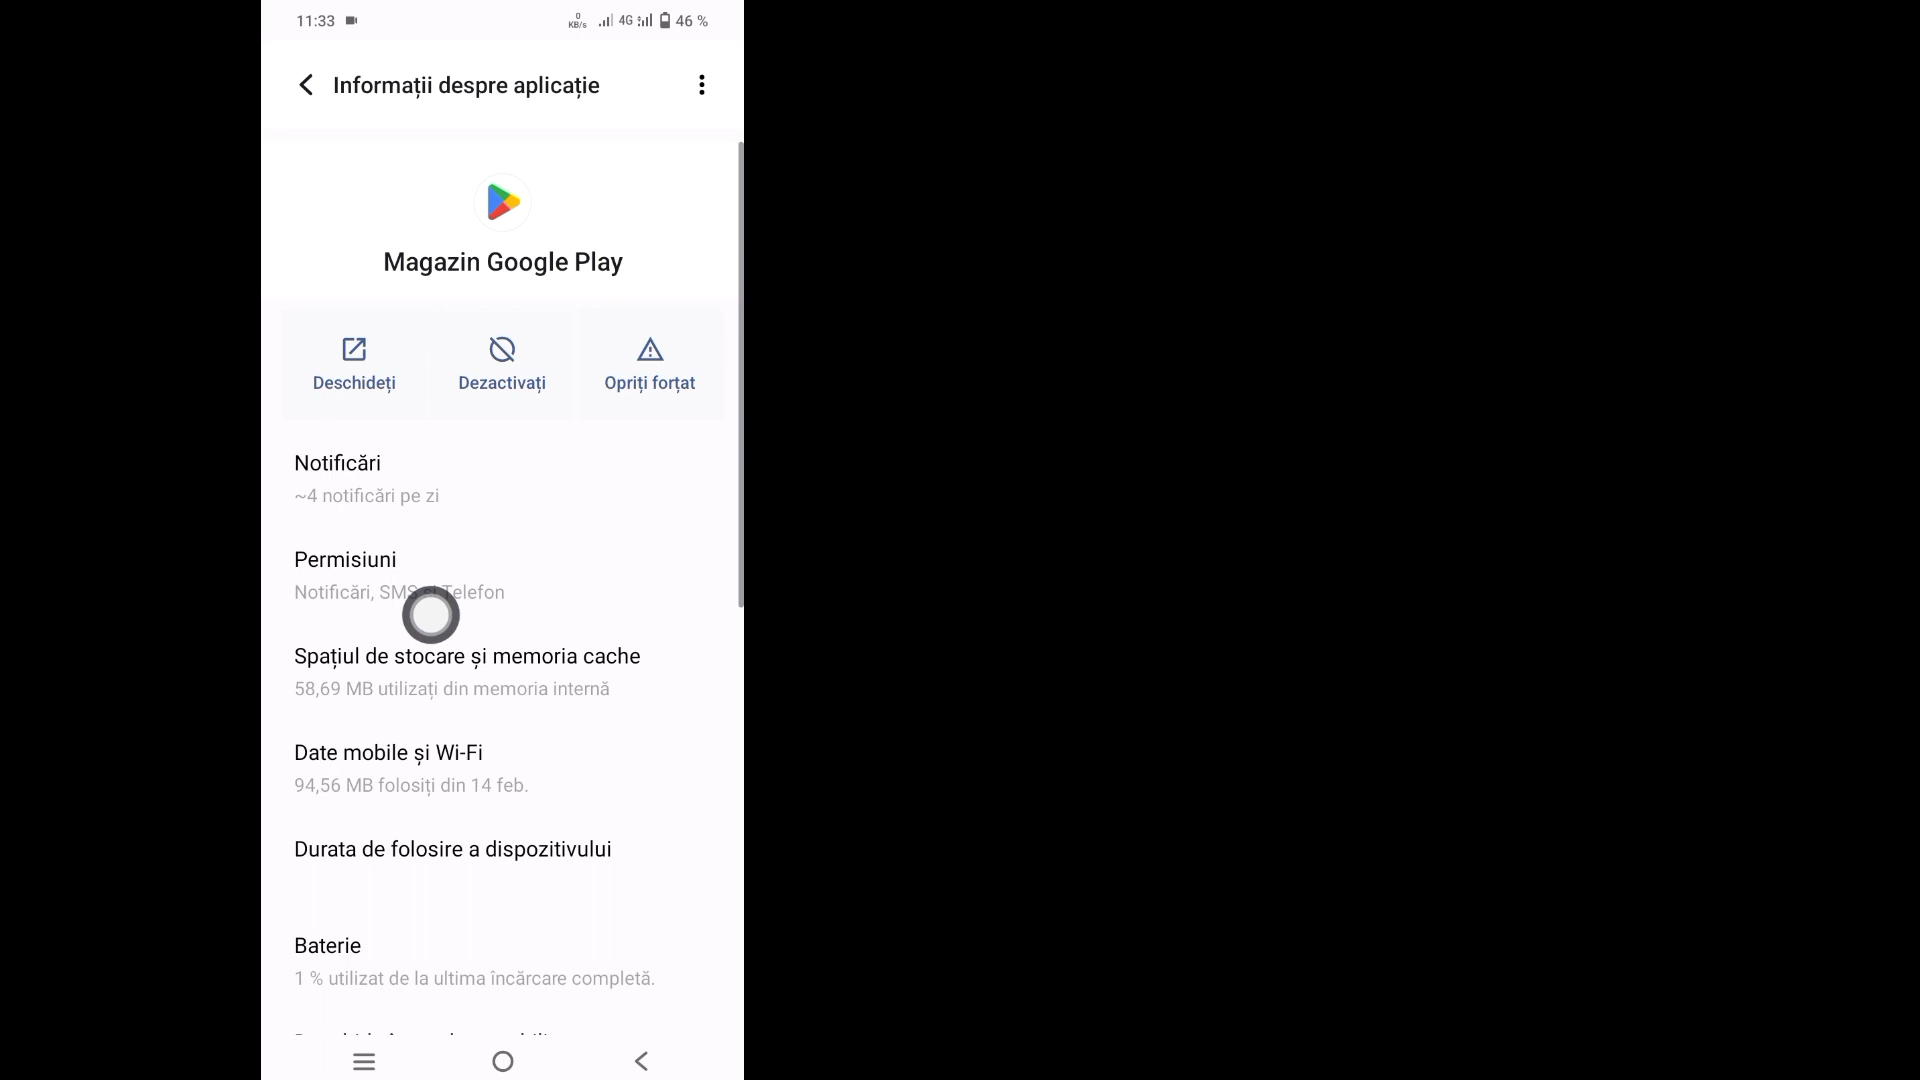 11:33 0 KB/s 4G 46 %
Informații despre aplicație
Magazin Google Play
Deschideți Dezactivați Opriți forțat
Notificări
~4 notificări pe zi
Permisiuni
Notificări, SMS și Telefon
Spațiul de stocare și memoria cache
58,69 MB utilizați din memoria internă
Date mobile și Wi-Fi
94,56 MB folosiți din 14 feb.
Durata de folosire a dispozitivului
Baterie
1 % utilizat de la ultima încărcare completă.